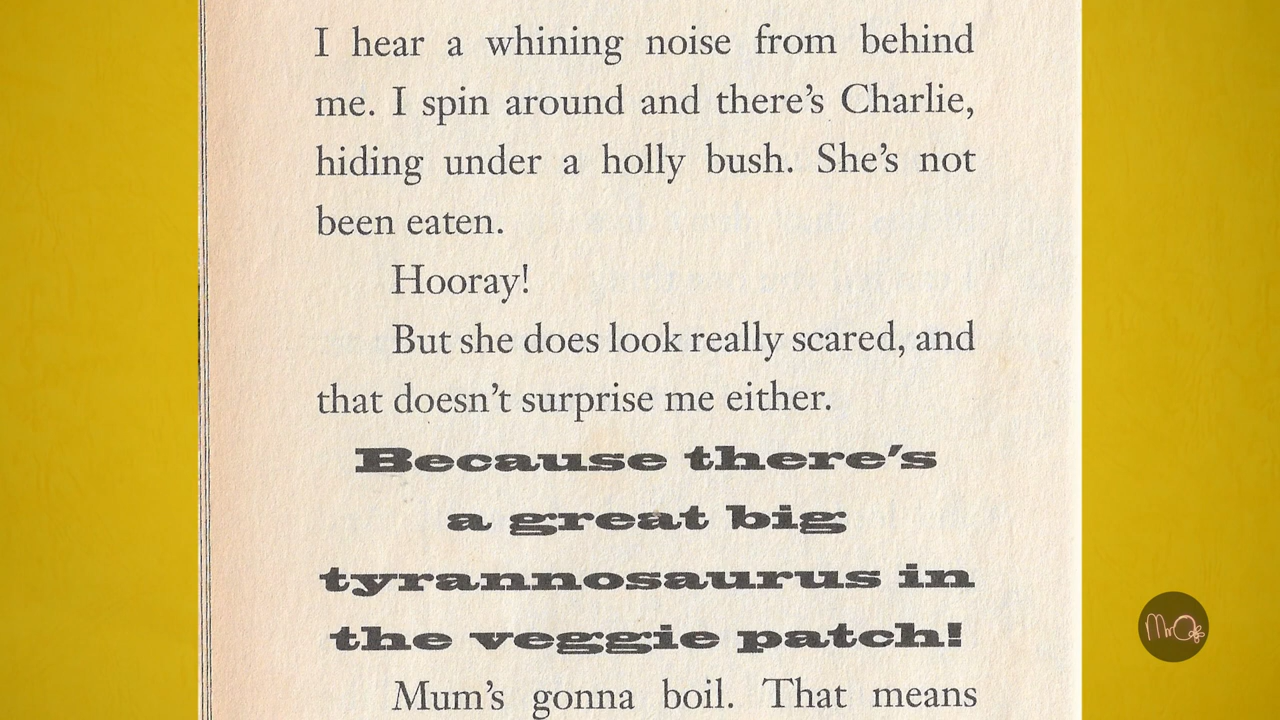 I hear a whining noise from behind
me. I spin around and there's Charlie,
hiding under a holly bush. She's not
been eaten.
Hooray!
But she does look really scared, and
that doesn't surprise me either.
Because there's
a great big
tyrannosaurus in
the veggie patch!
Mum's gonna boil. That means